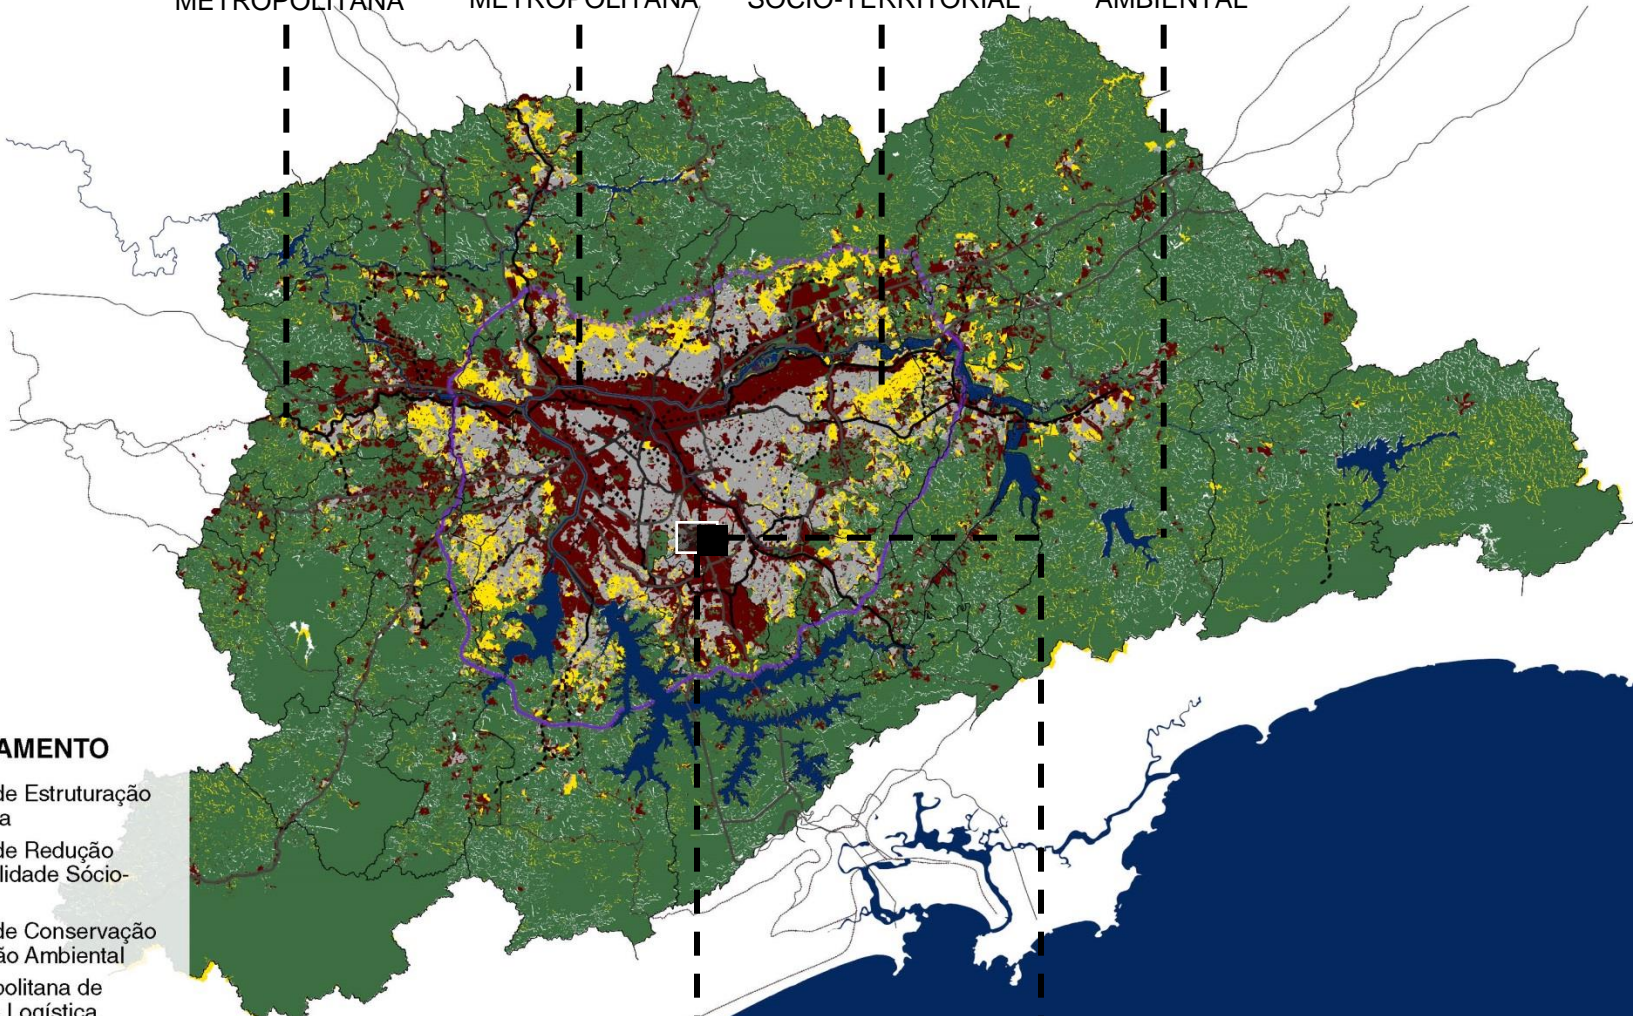 METROPOLITANA METROPOLITANA SÓCIO-TERRITORIAL AMBIENTAL
AMENTO
de Estruturação
a
de Redução
lidade Sócio-
de Conservação
ão Ambiental
politana de
Logística